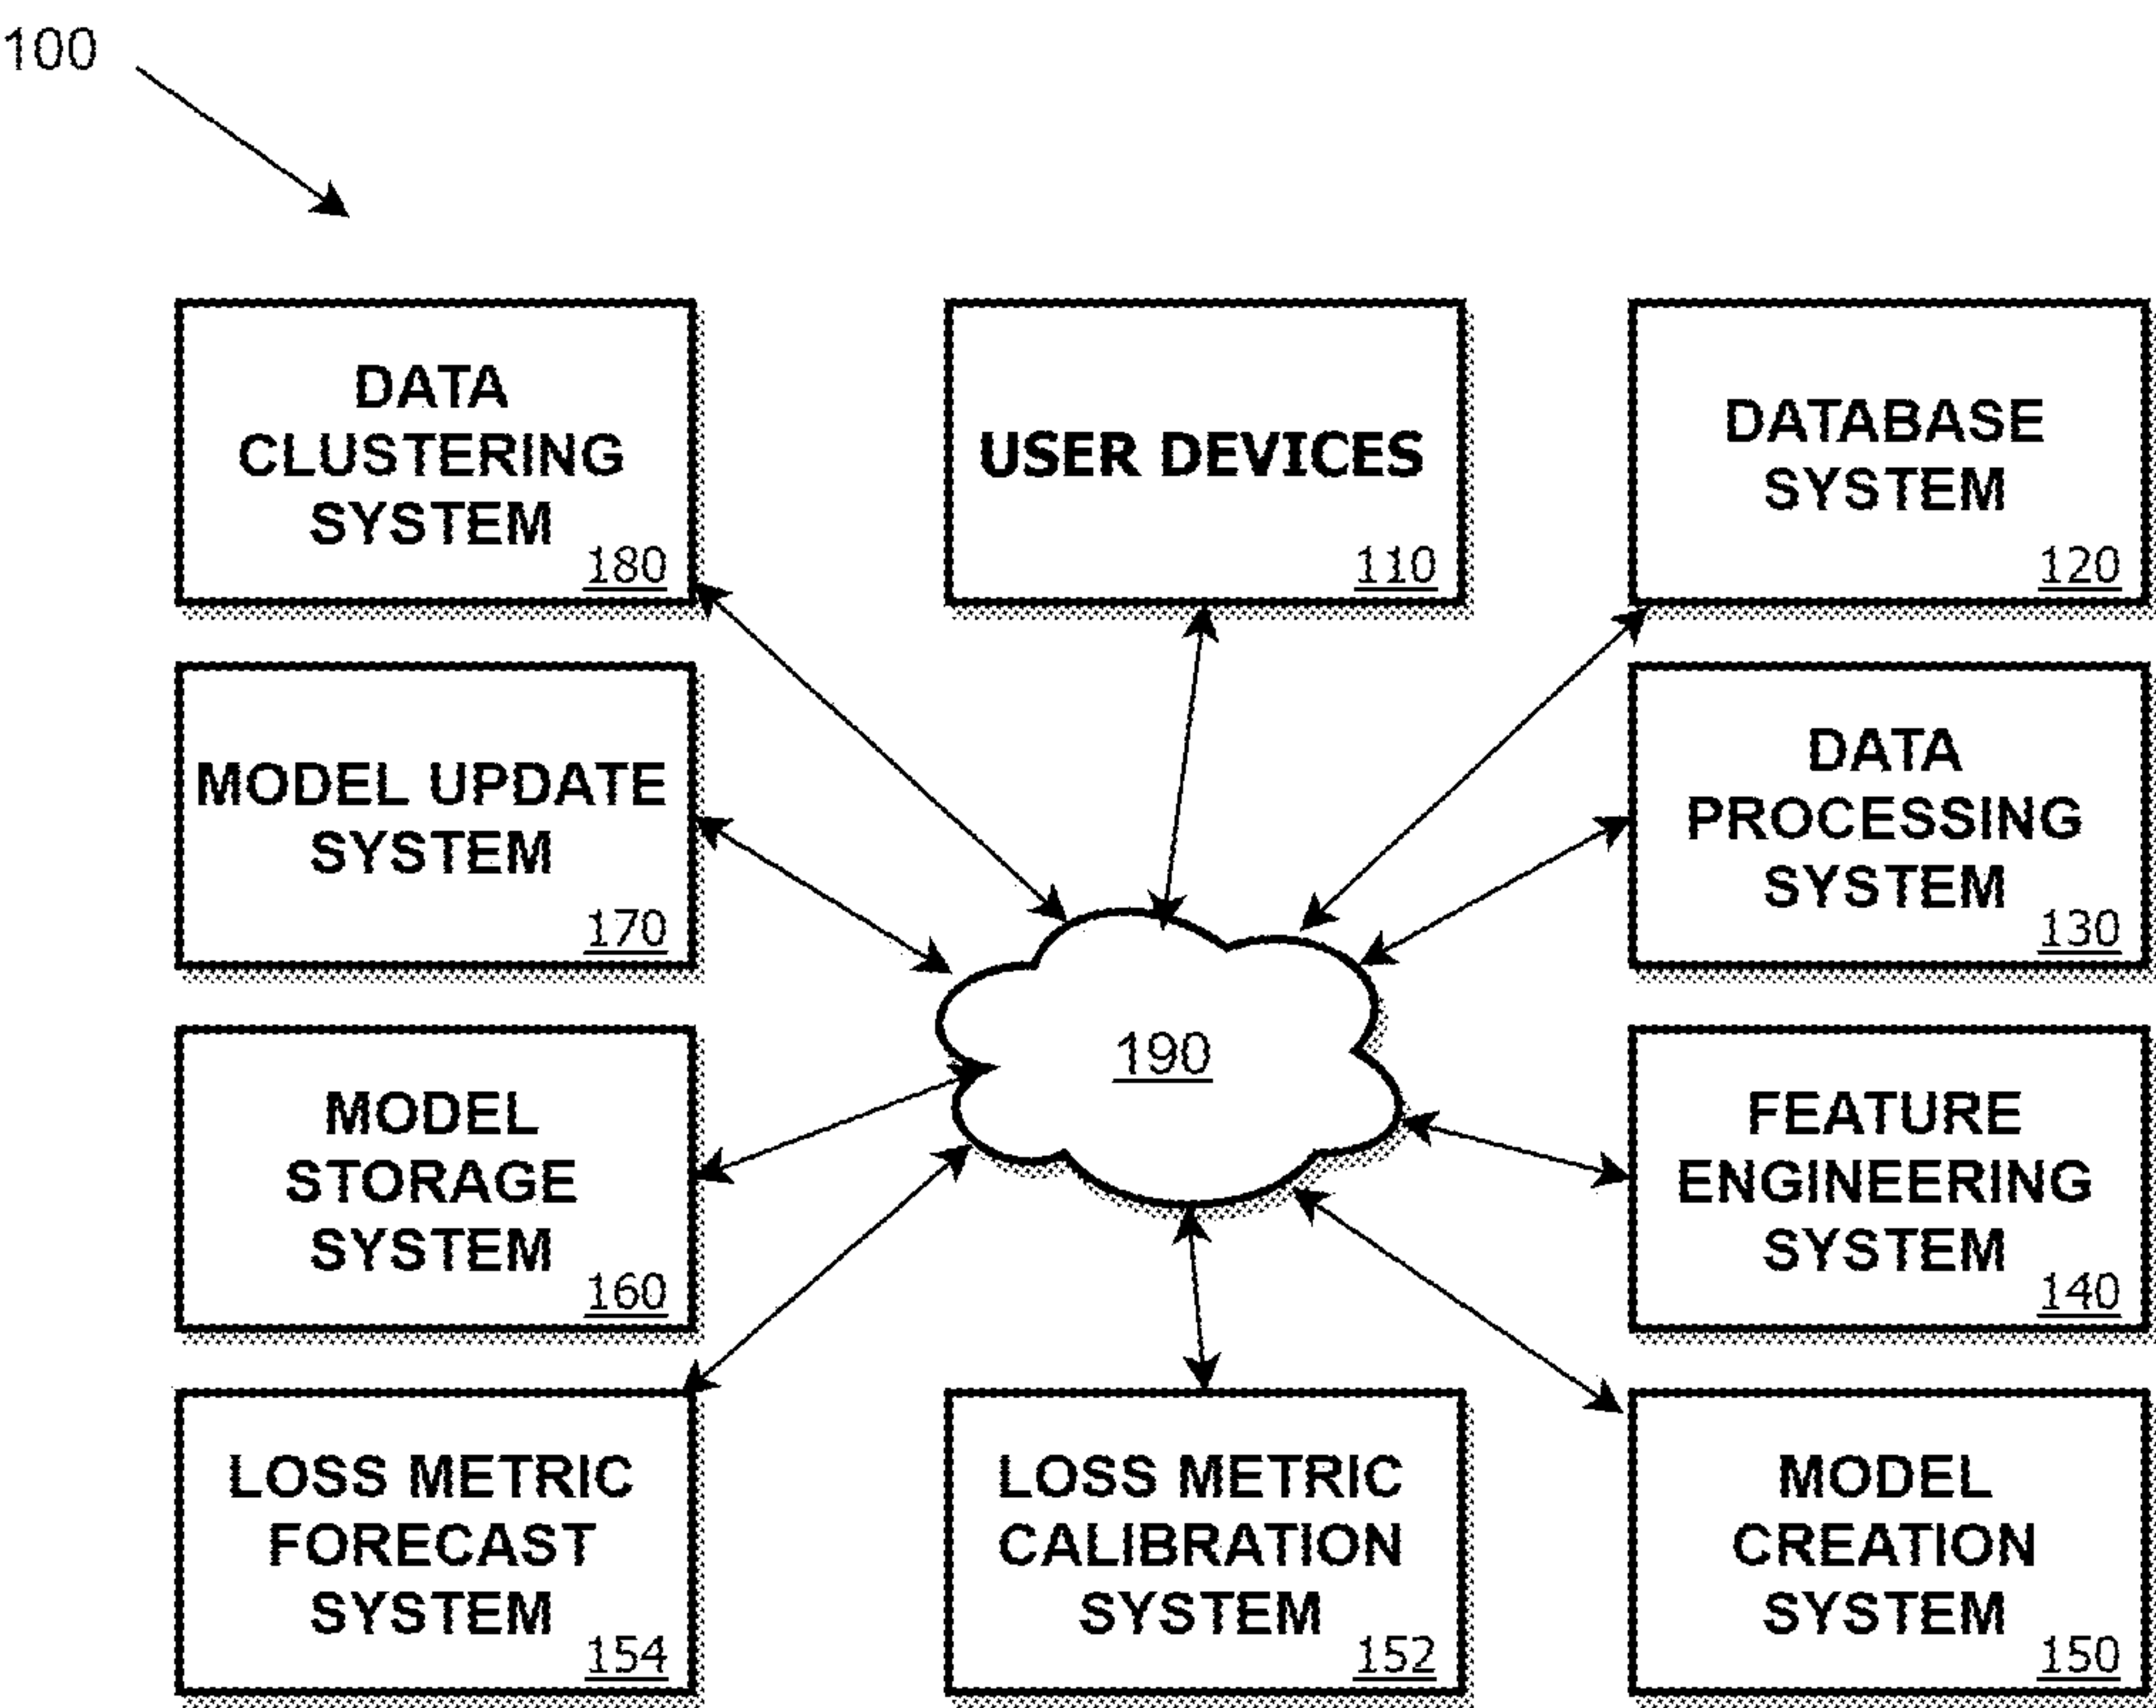 100
DATA
CLUSTERING
SYSTEM
180
USER DEVICES
110
DATABASE
SYSTEM
120
MODEL UPDATE
SYSTEM
170
DATA
PROCESSING
SYSTEM
130
190
MODEL
STORAGE
SYSTEM
160
FEATURE
ENGINEERING
SYSTEM
140
LOSS METRIC
FORECAST
SYSTEM
154
LOSS METRIC
CALIBRATION
SYSTEM
152
MODEL
CREATION
SYSTEM
150